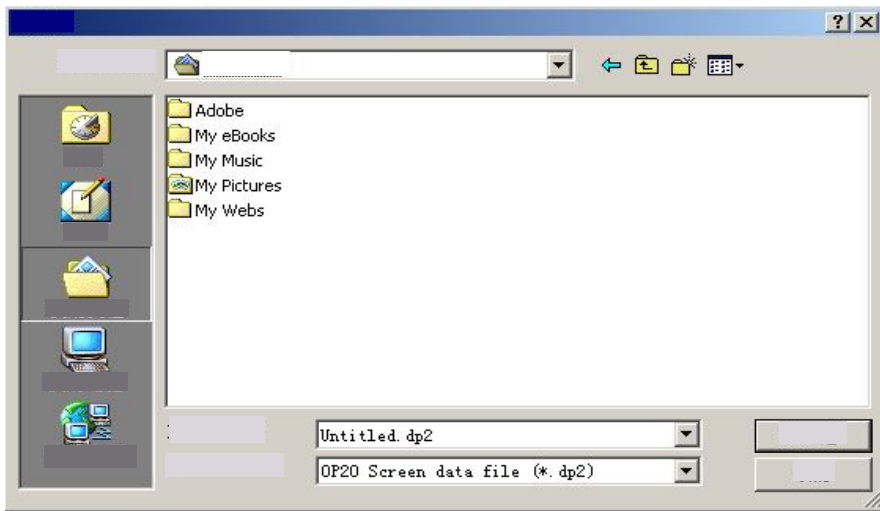 Adobe
My eBooks
My Music
My Pictures
My Webs
Untitled.dp2
OP20 Screen data file (*.dp2)